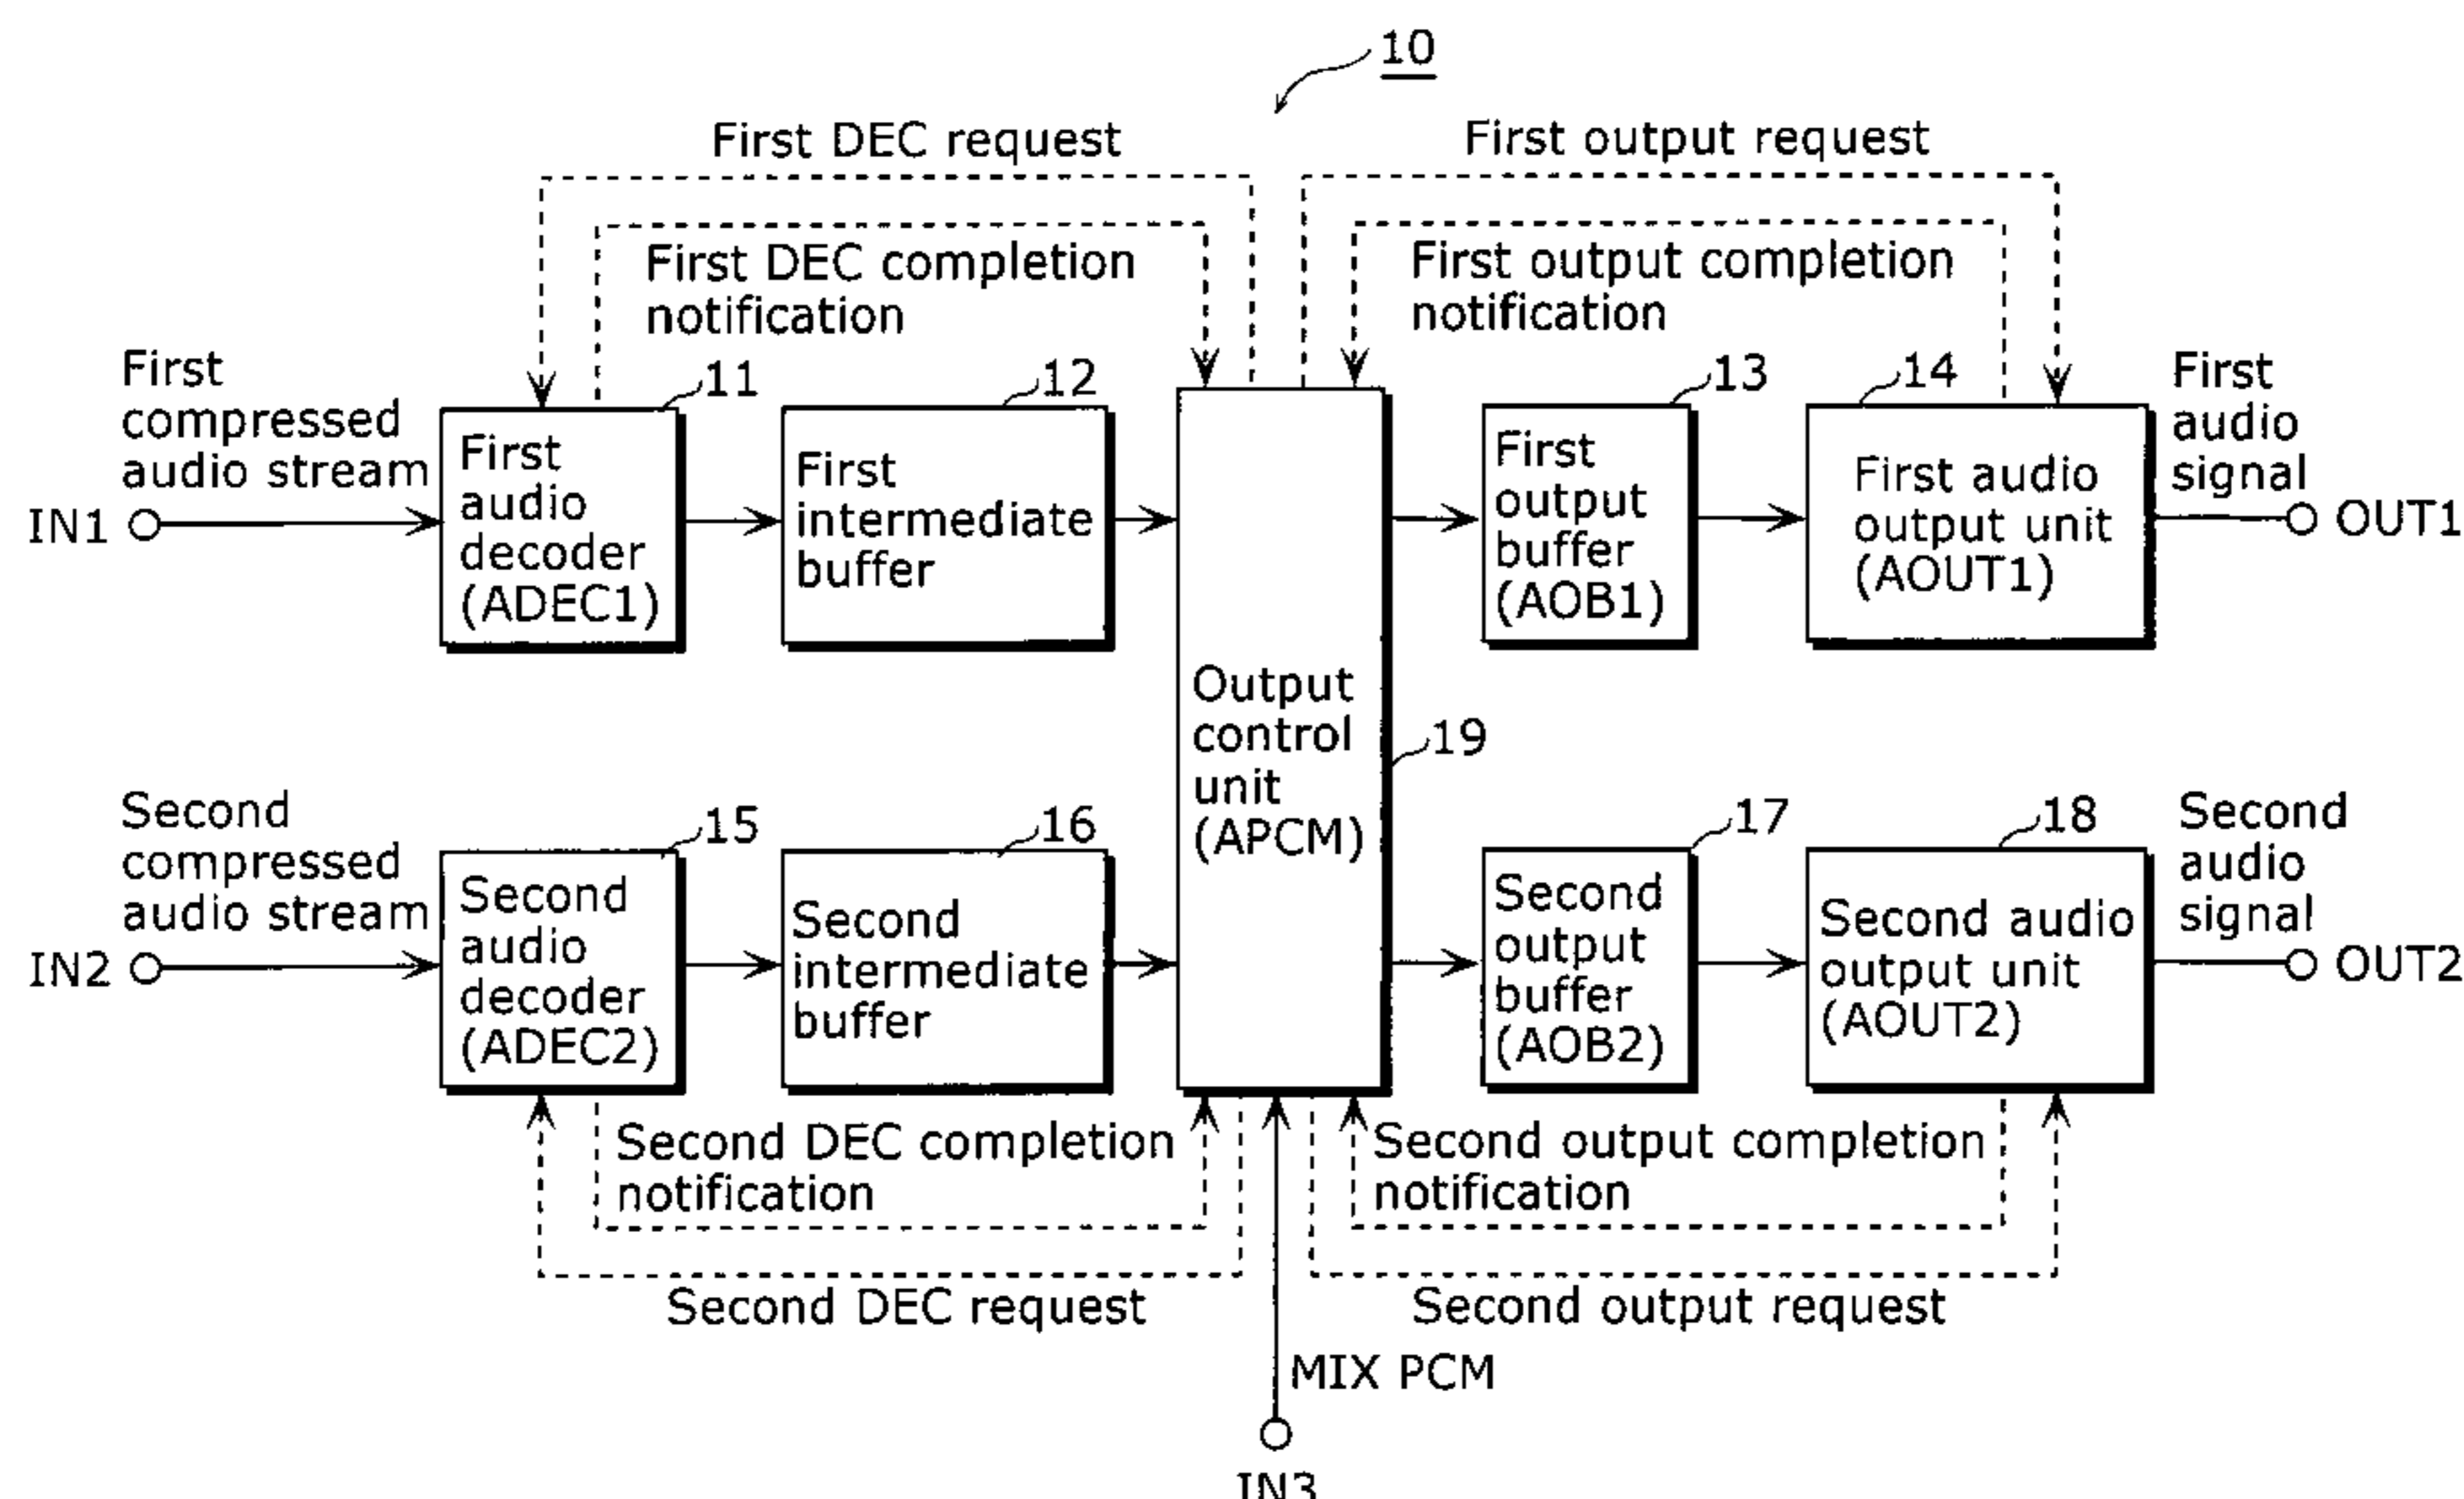 10
First DEC request
First output request
First DEC completion
notification
First output completion
notification
First
compressed
audio stream
IN1
11
First
audio
decoder
(ADEC1)
12
First
intermediate
buffer
Output
control
unit
(APCM)
19
13
First
output
buffer
(AOB1)
14
First audio
output unit
(AOUT1)
First
audio
signal
OUT1
Second
compressed
audio stream
IN2
15
Second
audio
decoder
(ADEC2)
16
Second
intermediate
buffer
17
Second
output
buffer
(AOB2)
18
Second audio
output unit
(AOUT2)
Second
audio
signal
OUT2
Second DEC completion
notification
Second output completion
notification
Second DEC request
Second output request
MIX PCM
IN3